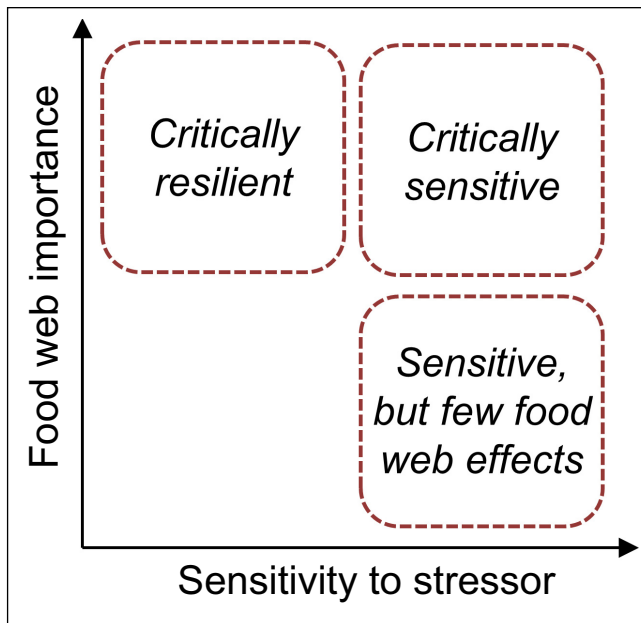 Food web importance
Critically
resilient
Critically
sensitive
Sensitive,
but few food
web effects
Sensitivity to stressor